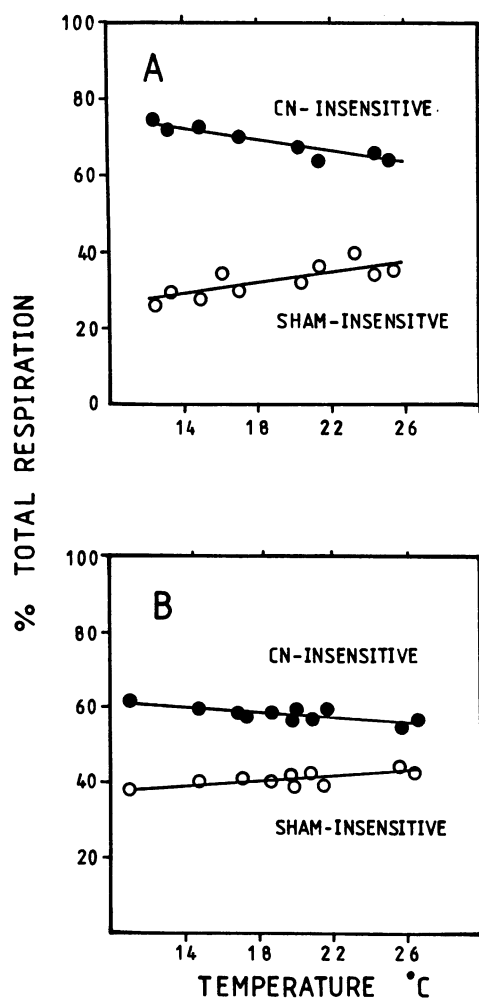 % TOTAL RESPIRATION
100
A
80
CN-INSENSITIVE
60
40
SHAM-INSENSITVE
20
0
14 18 22 26
100
B
80
CN-INSENSITIVE
60
40
SHAM-INSENSITIVE
20
14 18 22 26
TEMPERATURE °C